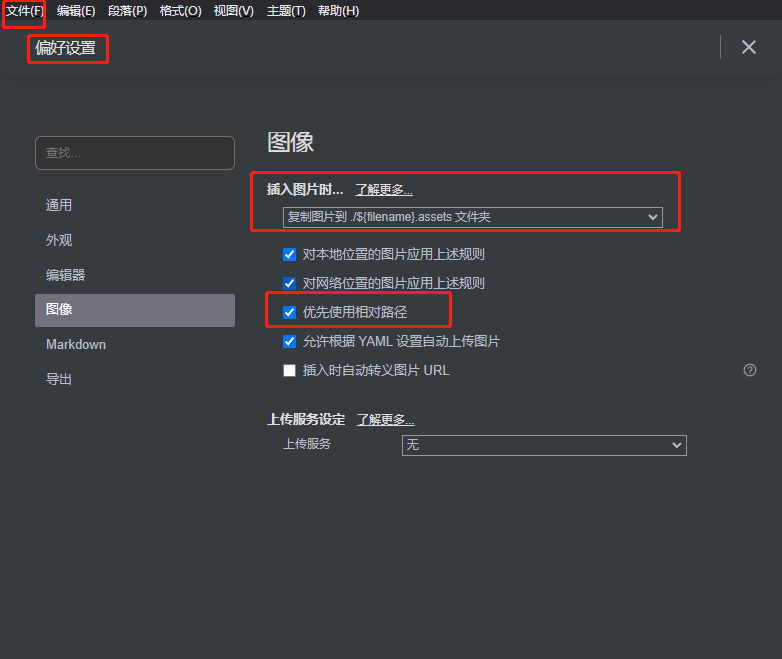 文件(F) 编辑(E) 段落(P) 格式(O) 视图(V) 主题(T) 帮助(H)
偏好设置
查找...
通用
外观
编辑器
图像
Markdown
导出
图像
插入图片时... 了解更多...
复制图片到 ./${filename}.assets 文件夹
对本地位置的图片应用上述规则
对网络位置的图片应用上述规则
优先使用相对路径
允许根据 YAML 设置自动上传图片
插入时自动转义图片 URL
上传服务设定 了解更多...
上传服务 无